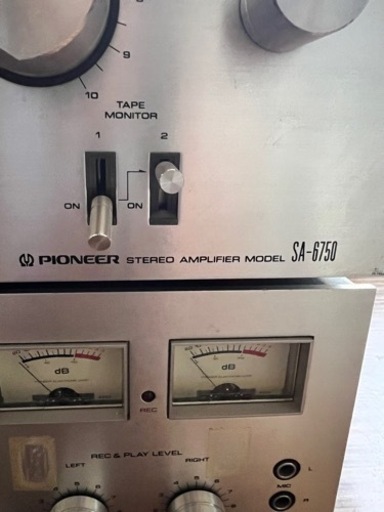 9
10
TAPE
MONITOR
1 2
ON ON
PIONEER STEREO AMPLIFIER MODEL SA-6750
dB dB
REC
REC & PLAY LEVEL
LEFT RIGHT
L
MIC
R